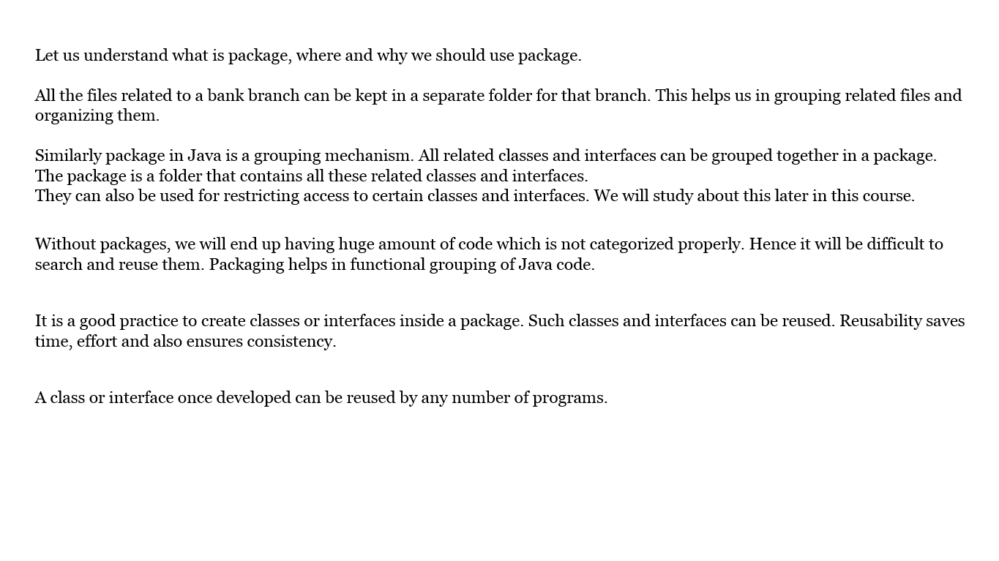 Let us understand what is package, where and why we should use package.
All the files related to a bank branch can be kept in a separate folder for that branch. This helps us in grouping related files and
organizing them.
Similarly package in Java is a grouping mechanism. All related classes and interfaces can be grouped together in a package.
The package is a folder that contains all these related classes and interfaces.
They can also be used for restricting access to certain classes and interfaces. We will study about this later in this course.
Without packages, we will end up having huge amount of code which is not categorized properly. Hence it will be difficult to
search and reuse them. Packaging helps in functional grouping of Java code.
It is a good practice to create classes or interfaces inside a package. Such classes and interfaces can be reused. Reusability saves
time, effort and also ensures consistency.
A class or interface once developed can be reused by any number of programs.